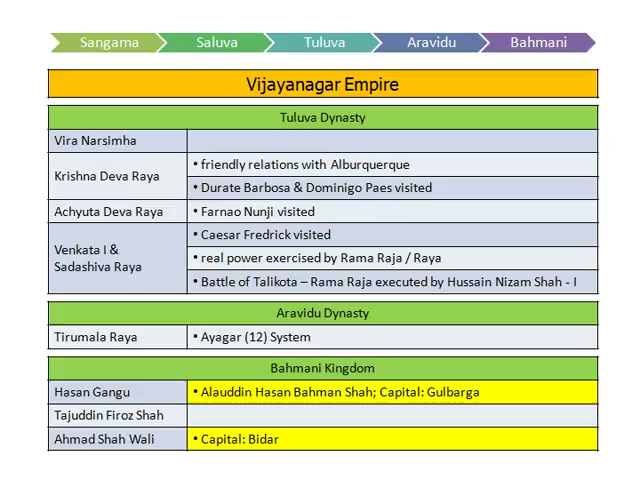 Sangama
Saluva
Tuluva
Aravidu
Bahmani
Vijayanagar Empire
Tuluva Dynasty
Vira Narsimha
Krishna Deva Raya
• friendly relations with Alburquerque
• Durate Barbosa & Dominigo Paes visited
Achyuta Deva Raya
• Farnao Nunji visited
Venkata I &
Sadashiva Raya
• Caesar Fredrick visited
• real power exercised by Rama Raja / Raya
• Battle of Talikota – Rama Raja executed by Hussain Nizam Shah - I
Aravidu Dynasty
Tirumala Raya
• Ayagar (12) System
Bahmani Kingdom
Hasan Gangu
• Alauddin Hasan Bahman Shah; Capital: Gulbarga
Tajuddin Firoz Shah
Ahmad Shah Wali
• Capital: Bidar